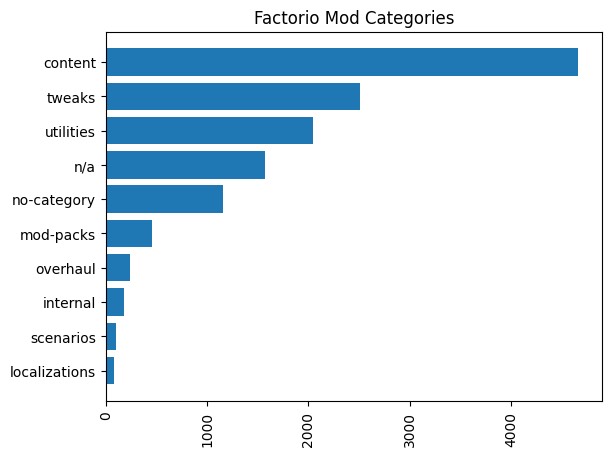 Factorio Mod Categories
content
tweaks
utilities
n/a
no-category
mod-packs
overhaul
internal
scenarios
localizations
0
1000
2000
3000
4000